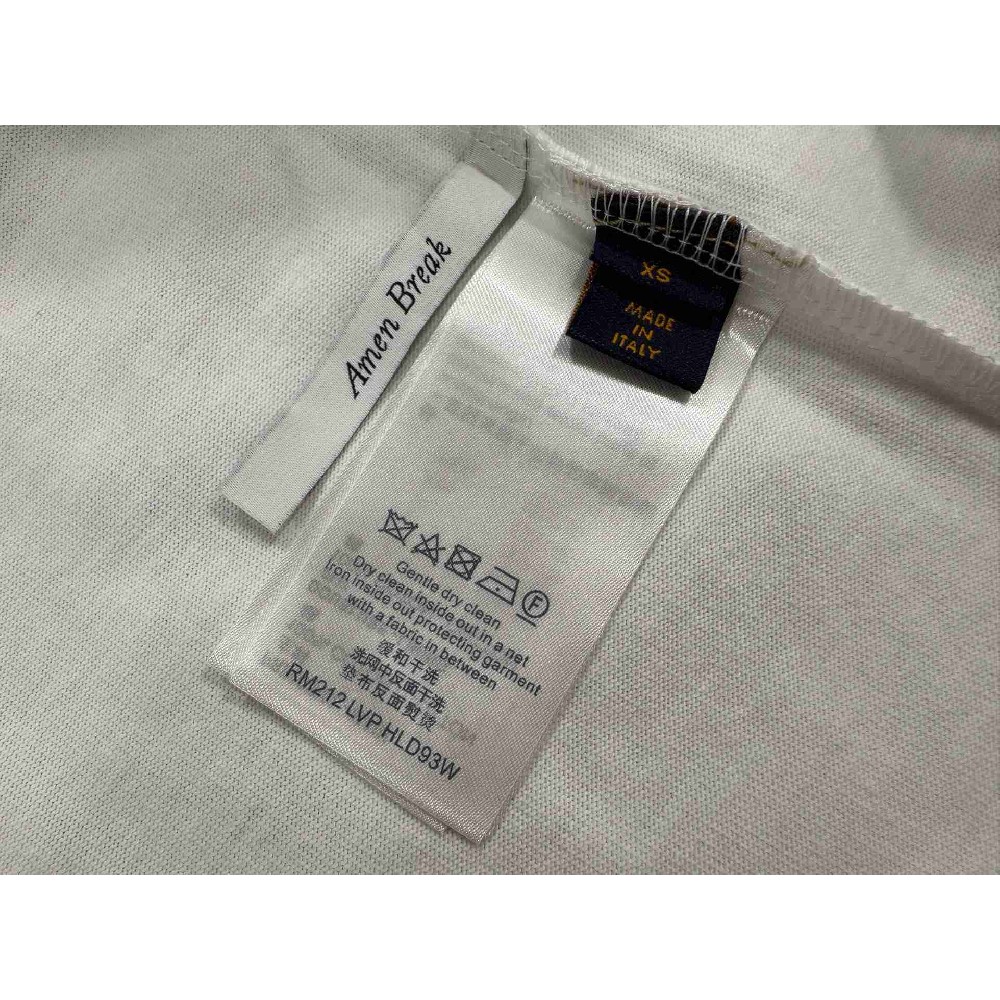 Amen Break
XS
MADE
IN
ITALY
F
Gentle dry clean
Dry clean inside out in a net
Iron inside out protecting garment
with a fabric in between
缓和干洗
洗网中反面干洗
垫布反面熨烫
RM212 LVP HLD93W